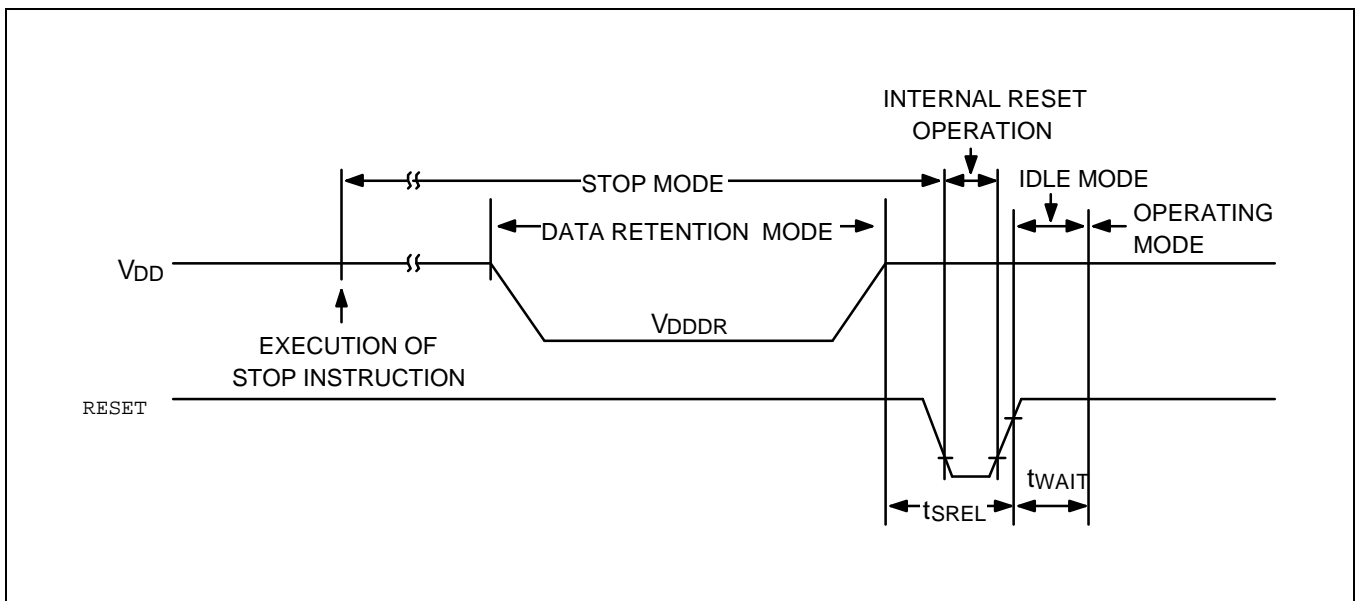 INTERNAL RESET
OPERATION
STOP MODE
IDLE MODE
DATA RETENTION MODE
OPERATING
MODE
VDD
VDDDR
EXECUTION OF
STOP INSTRUCTION
RESET
tWAIT
tSREL